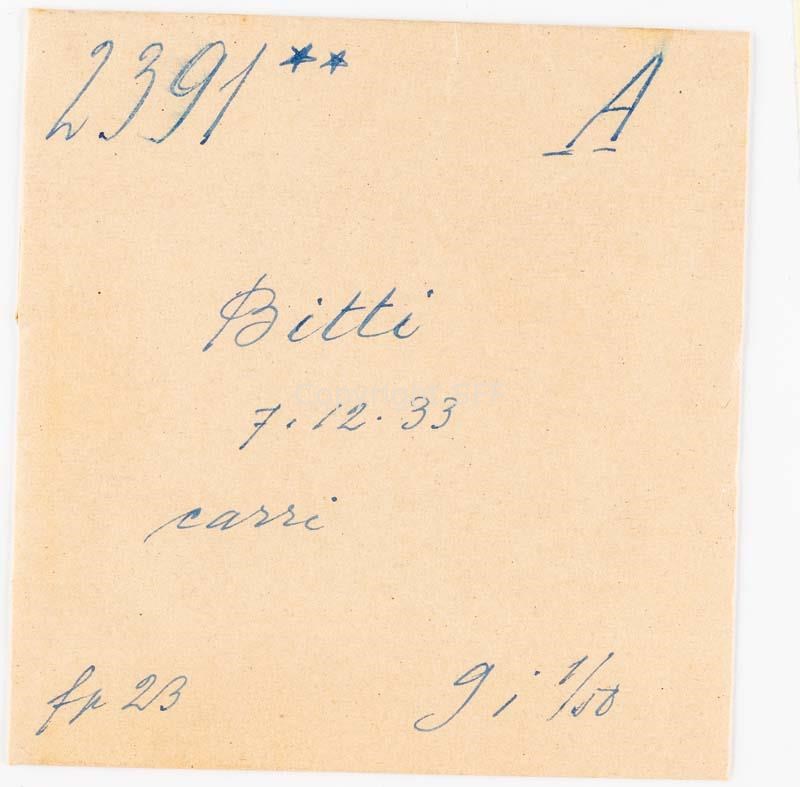 2391** A
Bitti
7.12.33
carri
fp 23 9 i 1/50